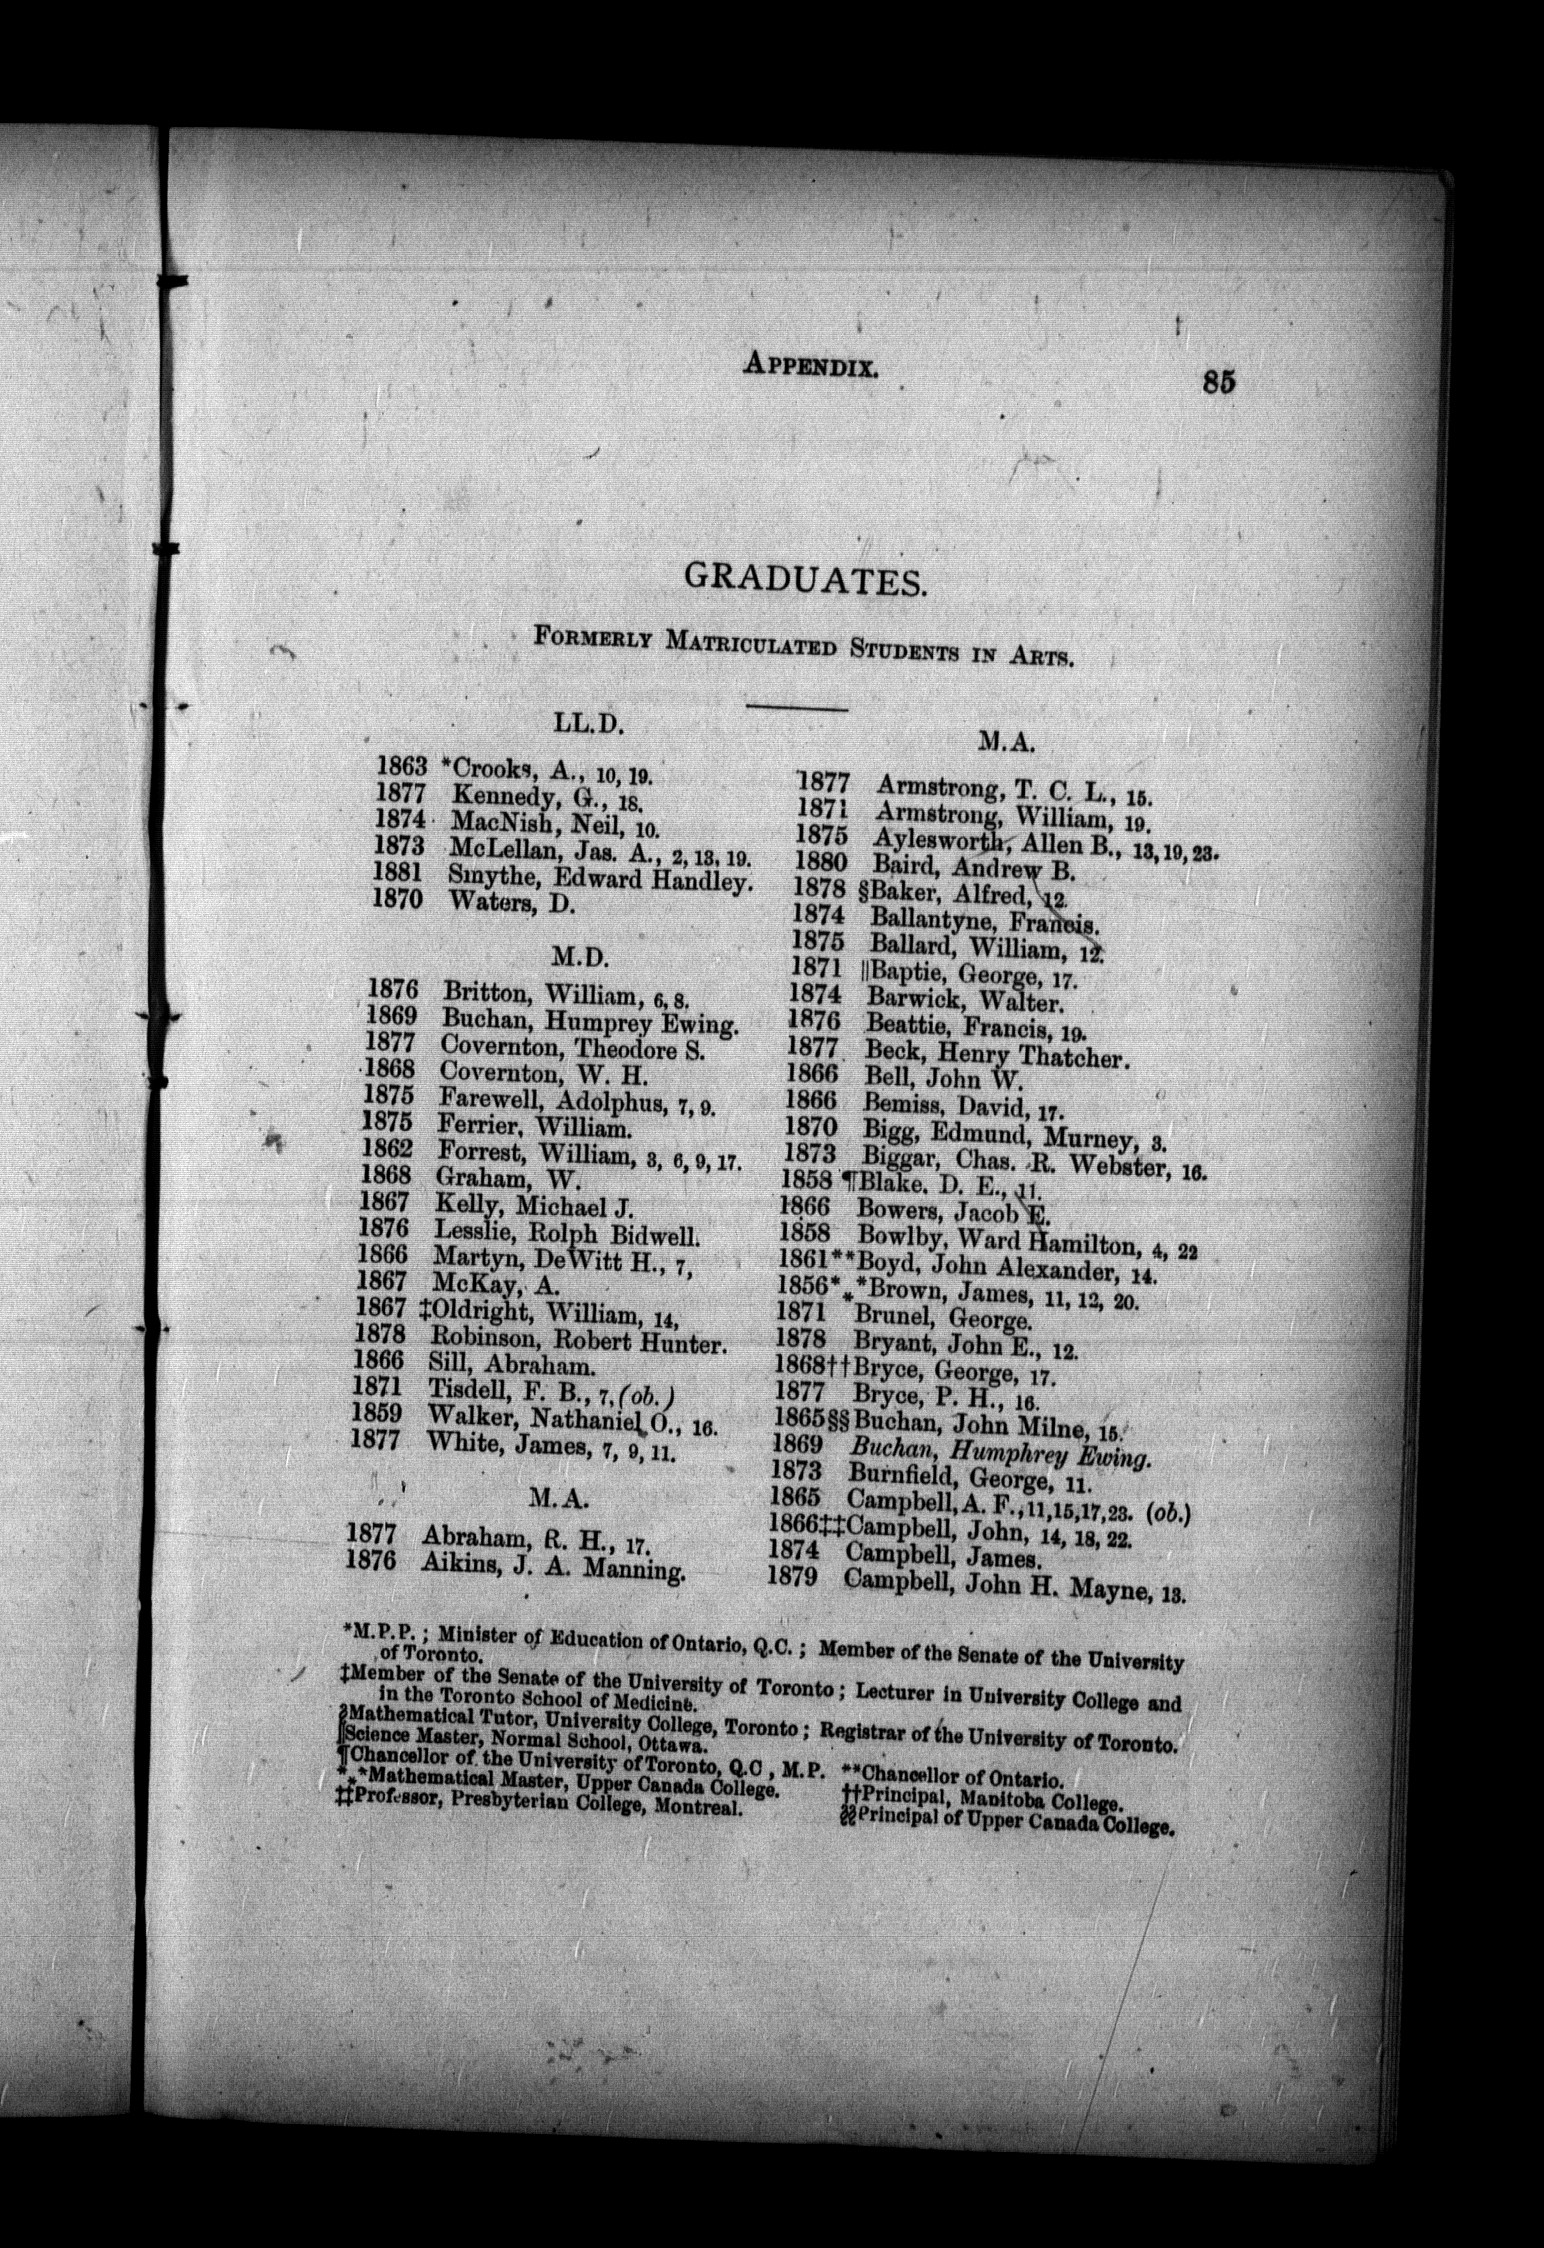 APPENDIX.
85
GRADUATES.
FORMERLY MATRICULATED STUDENTS IN ARTS.
LL.D.
1863 *Crooks, A., 10, 19.
1877 Kennedy, G., 18.
1874 MacNish, Neil, 10.
1873 McLellan, Jas. A., 2, 13, 19.
1881 Smythe, Edward Handley.
1870 Waters, D.
M.D.
1876 Britton, William, 6, 8.
1869 Buchan, Humprey Ewing.
1877 Covernton, Theodore S.
1868 Covernton, W. H.
1875 Farewell, Adolphus, 7, 9.
1875 Ferrier, William.
1862 Forrest, William, 3, 6, 9, 17.
1868 Graham, W.
1867 Kelly, Michael J.
1876 Lesslie, Rolph Bidwell.
1866 Martyn, DeWitt H., 7,
1867 McKay, A.
1867 ‡Oldright, William, 14,
1878 Robinson, Robert Hunter.
1866 Sill, Abraham.
1871 Tisdell, F. B., 7, (ob.)
1859 Walker, Nathaniel O., 16.
1877 White, James, 7, 9, 11.
M.A.
1877 Abraham, R. H., 17.
1876 Aikins, J. A. Manning.
M.A.
1877 Armstrong, T. C. L., 15.
1871 Armstrong, William, 19.
1875 Aylesworth, Allen B., 13, 19, 23.
1880 Baird, Andrew B.
1878 §Baker, Alfred, 12.
1874 Ballantyne, Francis.
1875 Ballard, William, 12.
1871 ||Baptie, George, 17.
1874 Barwick, Walter.
1876 Beattie, Francis, 19.
1877 Beck, Henry Thatcher.
1866 Bell, John W.
1866 Bemiss, David, 17.
1870 Bigg, Edmund, Murney, 3.
1873 Biggar, Chas. R. Webster, 16.
1858 ¶Blake. D. E., 11.
1866 Bowers, Jacob E.
1858 Bowlby, Ward Hamilton, 4, 22
1861**Boyd, John Alexander, 14.
1856***Brown, James, 11, 12, 20.
1871 Brunel, George.
1878 Bryant, John E., 12.
1868††Bryce, George, 17.
1877 Bryce, P. H., 16.
1865§§Buchan, John Milne, 15.
1869 Buchan, Humphrey Ewing.
1873 Burnfield, George, 11.
1865 Campbell, A. F., 11,15,17,23. (ob.)
1866‡‡Campbell, John, 14, 18, 22.
1874 Campbell, James.
1879 Campbell, John H. Mayne, 13.
*M.P.P. ; Minister of Education of Ontario, Q.C. ; Member of the Senate of the University
of Toronto.
‡Member of the Senate of the University of Toronto ; Lecturer in University College and
in the Toronto School of Medicine.
§Mathematical Tutor, University College, Toronto ; Registrar of the University of Toronto.
||Science Master, Normal School, Ottawa.
¶Chancellor of the University of Toronto, Q.C , M.P. **Chancellor of Ontario.
***Mathematical Master, Upper Canada College. ††Principal, Manitoba College.
‡‡Professor, Presbyterian College, Montreal. §§Principal of Upper Canada College.